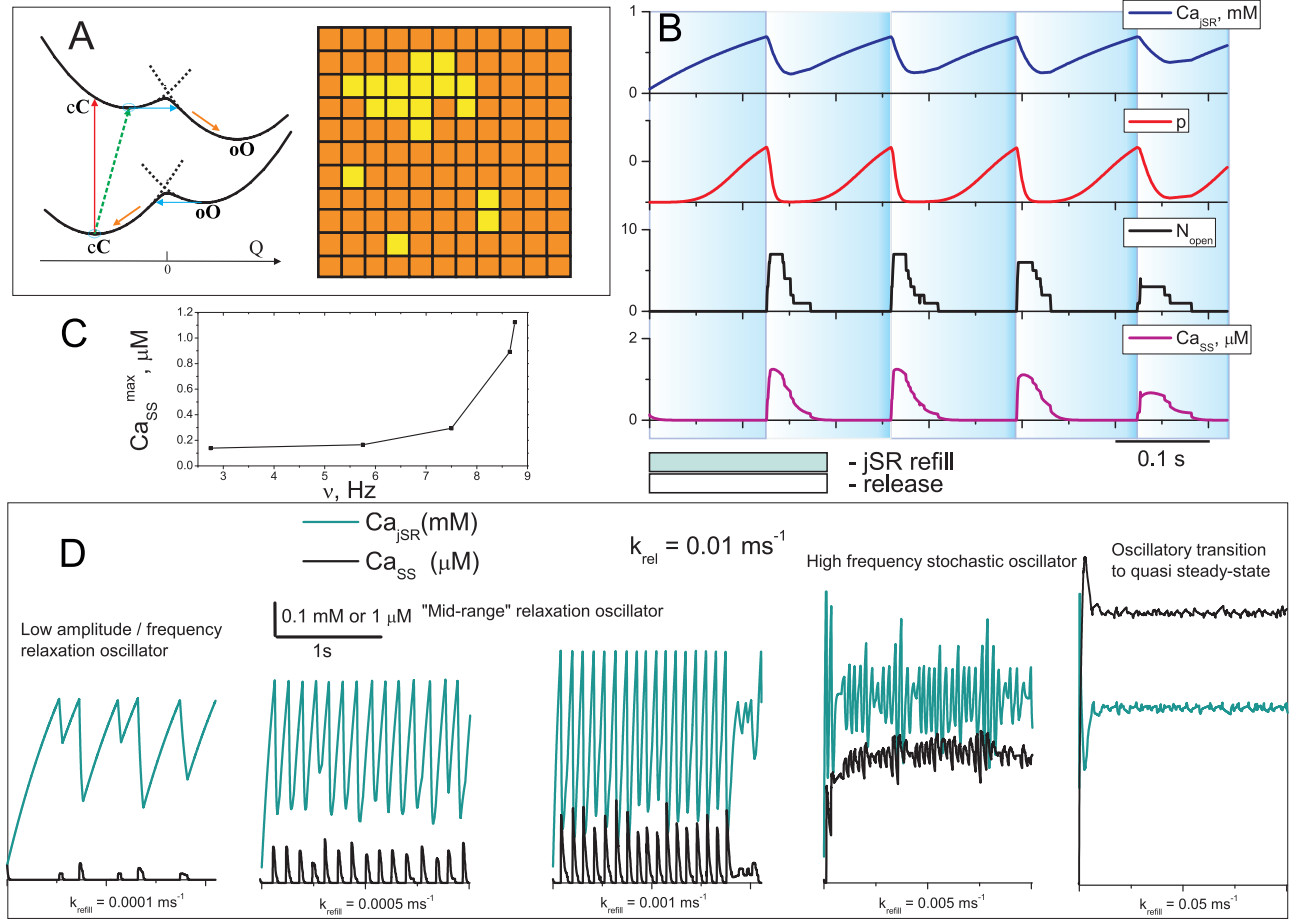 A
cC
oO
oO
cC
Q
0
B
Ca_jSR, mM
1
0
p
0
N_open
10
0
Ca_SS, μM
2
0
0.1 s
- jSR refill
- release
C
Ca_SS^max, μM
1.2
1.0
0.8
0.6
0.4
0.2
0.0
3 4 5 6 7 8 9
ν, Hz
D
Ca_jSR(mM)
Ca_SS (μM)
k_rel = 0.01 ms⁻¹
Low amplitude / frequency
relaxation oscillator
0.1 mM or 1 μM
1s
"Mid-range" relaxation oscillator
High frequency stochastic oscillator
Oscillatory transition
to quasi steady-state
k_refill = 0.0001 ms⁻¹
k_refill = 0.0005 ms⁻¹
k_refill = 0.001 ms⁻¹
k_refill = 0.005 ms⁻¹
k_refill = 0.05 ms⁻¹